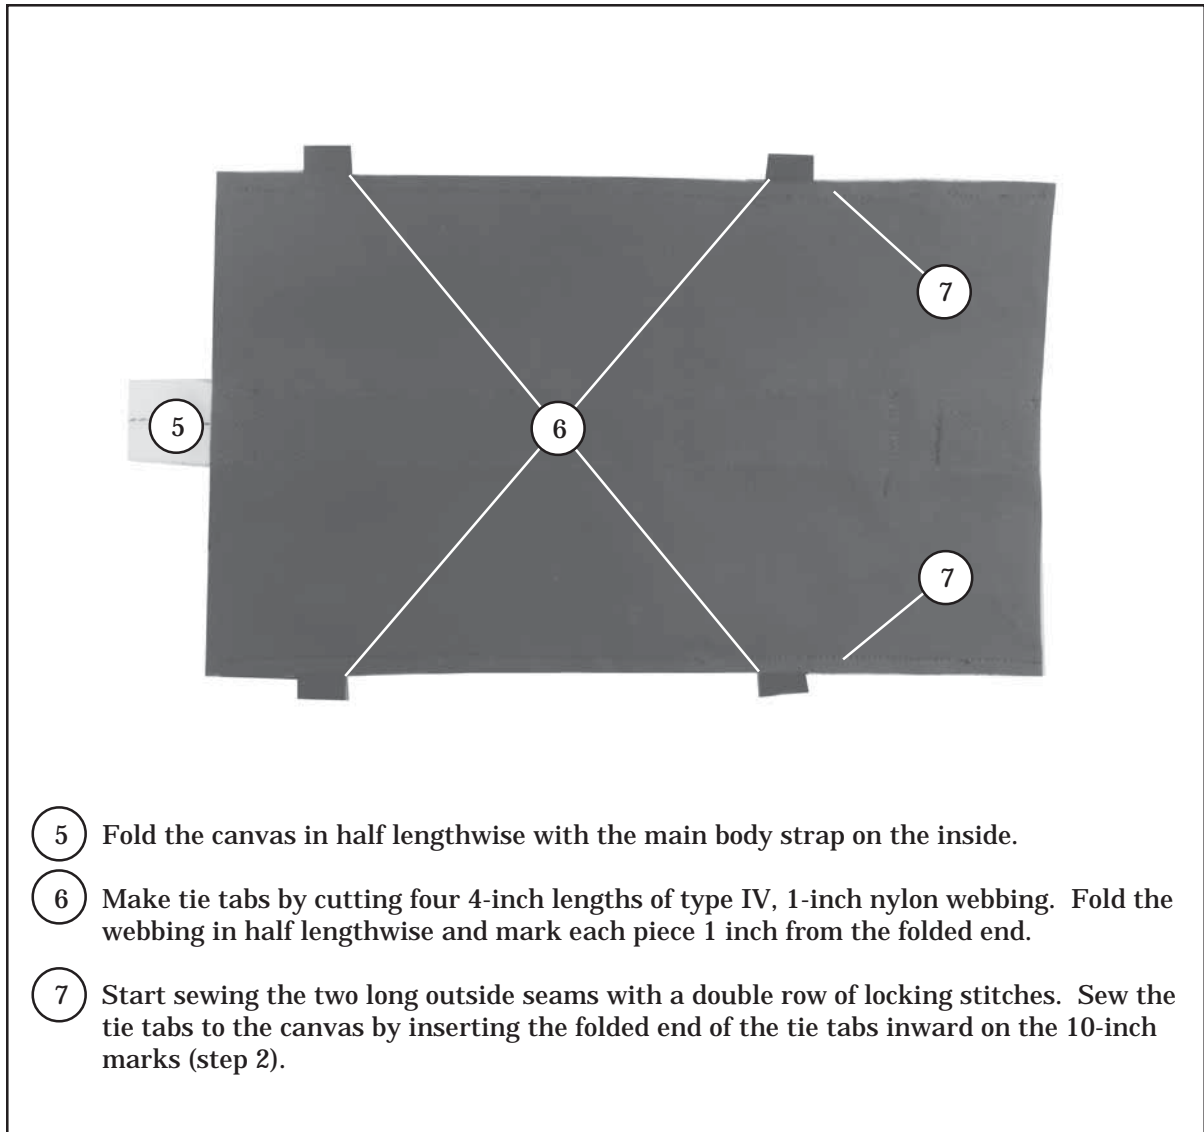 7
5
6
7
5 Fold the canvas in half lengthwise with the main body strap on the inside.
6 Make tie tabs by cutting four 4-inch lengths of type IV, 1-inch nylon webbing. Fold the
webbing in half lengthwise and mark each piece 1 inch from the folded end.
7 Start sewing the two long outside seams with a double row of locking stitches. Sew the
tie tabs to the canvas by inserting the folded end of the tie tabs inward on the 10-inch
marks (step 2).